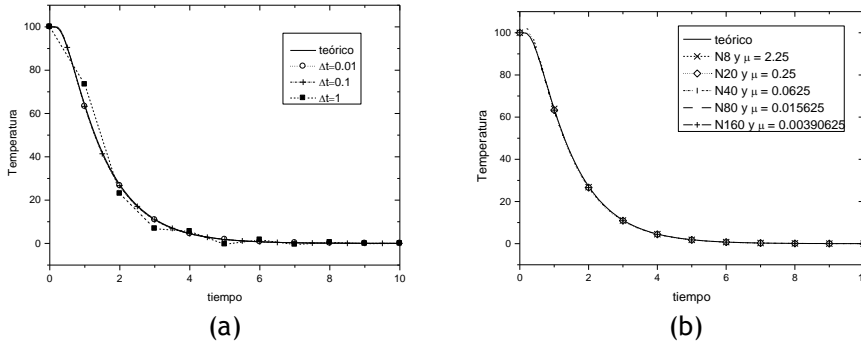 100
80
60
40
20
0
Temperatura
0
2
4
6
8
10
tiempo
teórico
Δt=0.01
Δt=0.1
Δt=1
(a)
100
80
60
40
20
0
Temperatura
0
2
4
6
8
1
tiempo
teórico
N8 y μ = 2.25
N20 y μ = 0.25
N40 y μ = 0.0625
N80 y μ = 0.015625
N160 y μ = 0.00390625
(b)